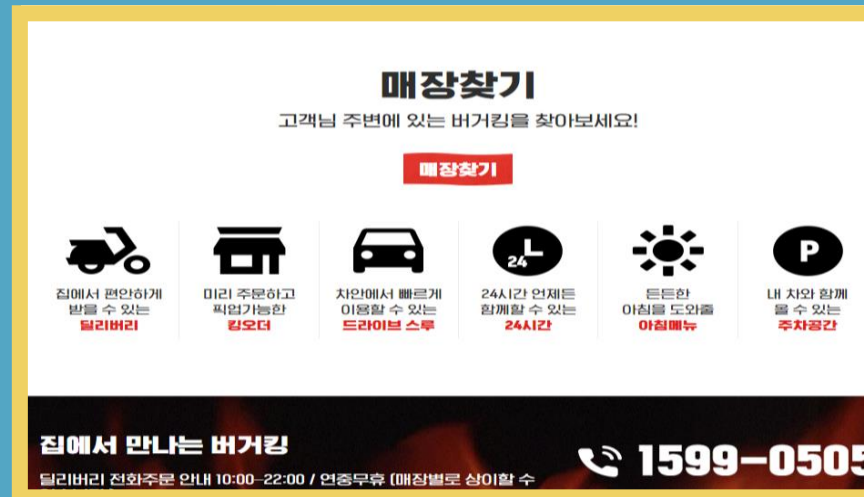 매장찾기
고객님 주변에 있는 버거킹을 찾아보세요!
매장찾기
24
집에서 편안하게
받을 수 있는
딜리버리
미리 주문하고
픽업가능한
킹오더
차안에서 빠르게
이용할 수 있는
드라이브 스루
24시간 언제든
함께할 수 있는
24시간
든든한
아침을 도와줄
아침메뉴
P
내 차와 함께
올 수 있는
주차공간
집에서 만나는 버거킹
1599-0505
딜리버리 전화주문 안내 10:00-22:00 / 연중무휴 (매장별로 상이할 수